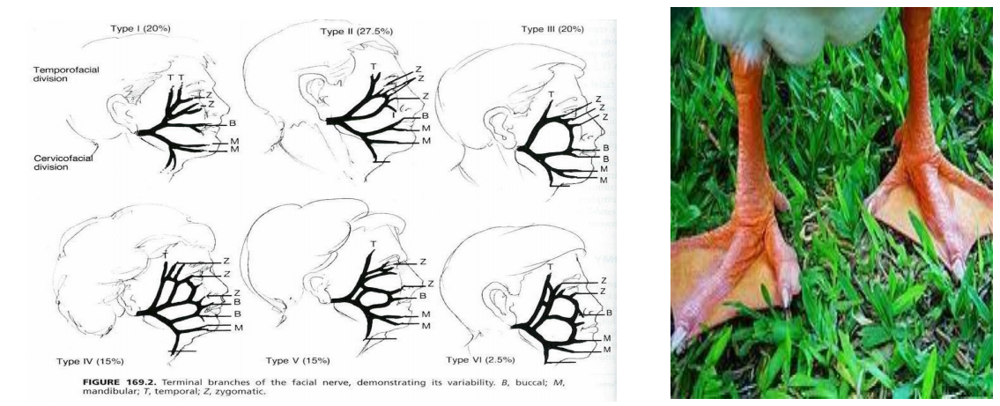 Type I (20%)
Type II (27.5%)
Type III (20%)
Temporofacial
division
T T
Z
Z
B
M
M
Cervicofacial
division
T
Z
Z
Z
B
M
M
T
Z
Z
B
B
M
M
T
Z
Z
Z
B
B
M
T
Z
Z
B
M
M
T
Z
Z
B
M
M
Type IV (15%)
Type V (15%)
Type VI (2.5%)
FIGURE 169.2. Terminal branches of the facial nerve, demonstrating its variability. B, buccal; M,
mandibular; T, temporal; Z, zygomatic.